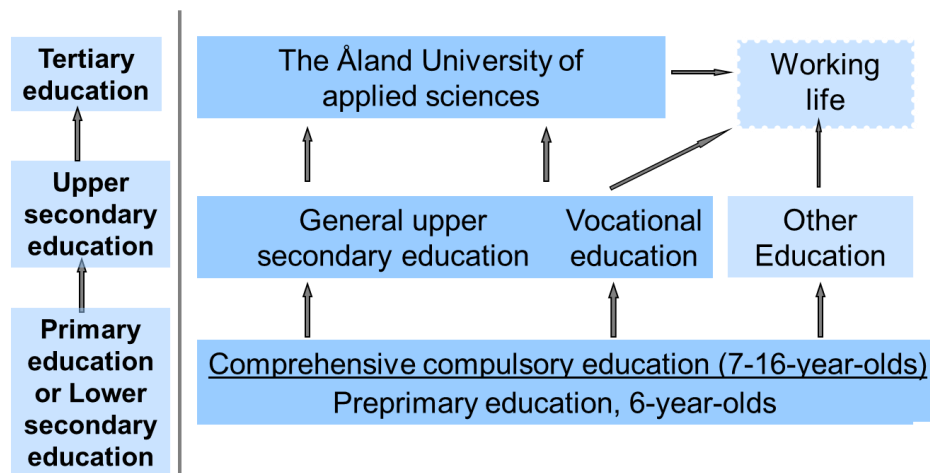 Tertiary
education
Upper
secondary
education
Primary
education
or Lower
secondary
education
The Åland University of
applied sciences
Working
life
General upper
secondary education
Vocational
education
Other
Education
Comprehensive compulsory education (7-16-year-olds)
Preprimary education, 6-year-olds